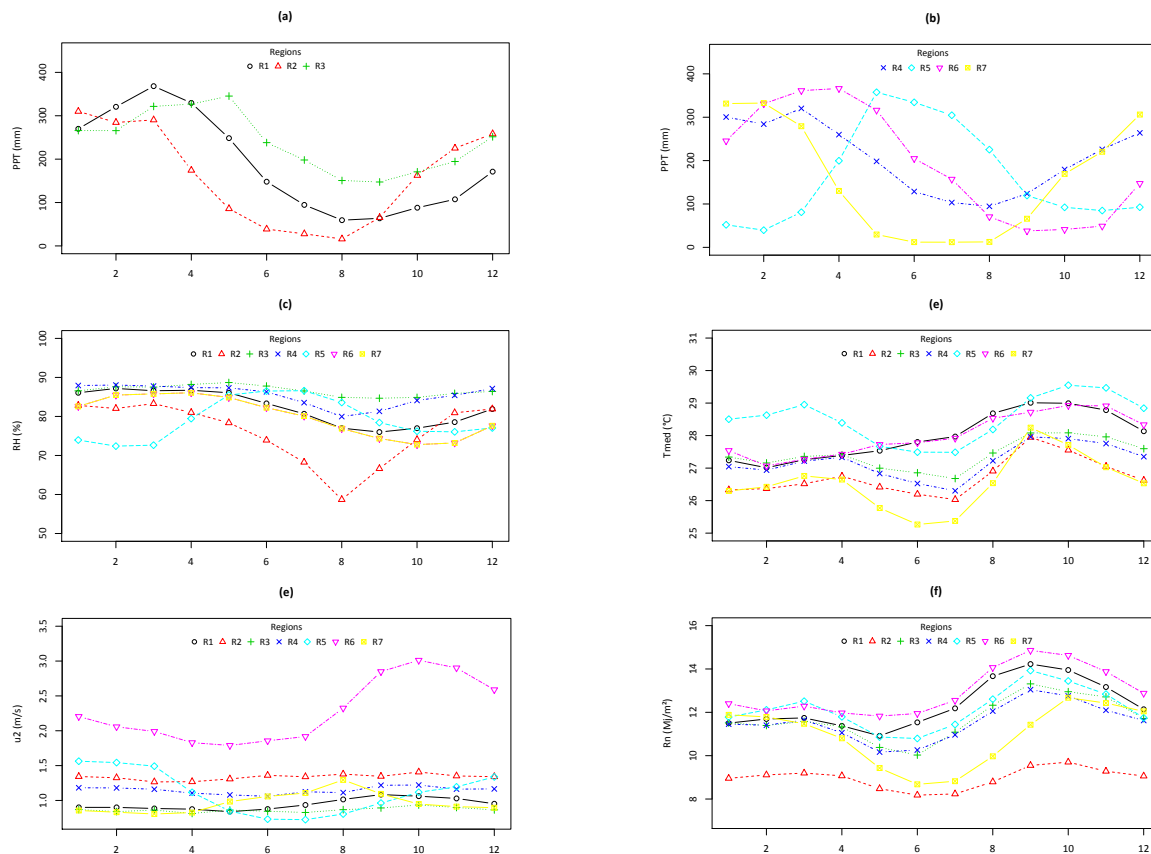 (a)
Regions
R1 R2 R3
PPT (mm)
400
300
200
100
0
2 4 6 8 10 12
(b)
Regions
R4 R5 R6 R7
PPT (mm)
400
300
200
100
0
2 4 6 8 10 12
(c)
Regions
R1 R2 R3 R4 R5 R6 R7
RH (%)
100
90
80
70
60
50
2 4 6 8 10 12
(e)
Regions
R1 R2 R3 R4 R5 R6 R7
Tmed (°C)
31
30
29
28
27
26
25
2 4 6 8 10 12
(e)
Regions
R1 R2 R3 R4 R5 R6 R7
u2 (m/s)
3.5
3.0
2.5
2.0
1.5
1.0
2 4 6 8 10 12
(f)
Regions
R1 R2 R3 R4 R5 R6 R7
Rn (Mj/m²)
16
14
12
10
8
2 4 6 8 10 12